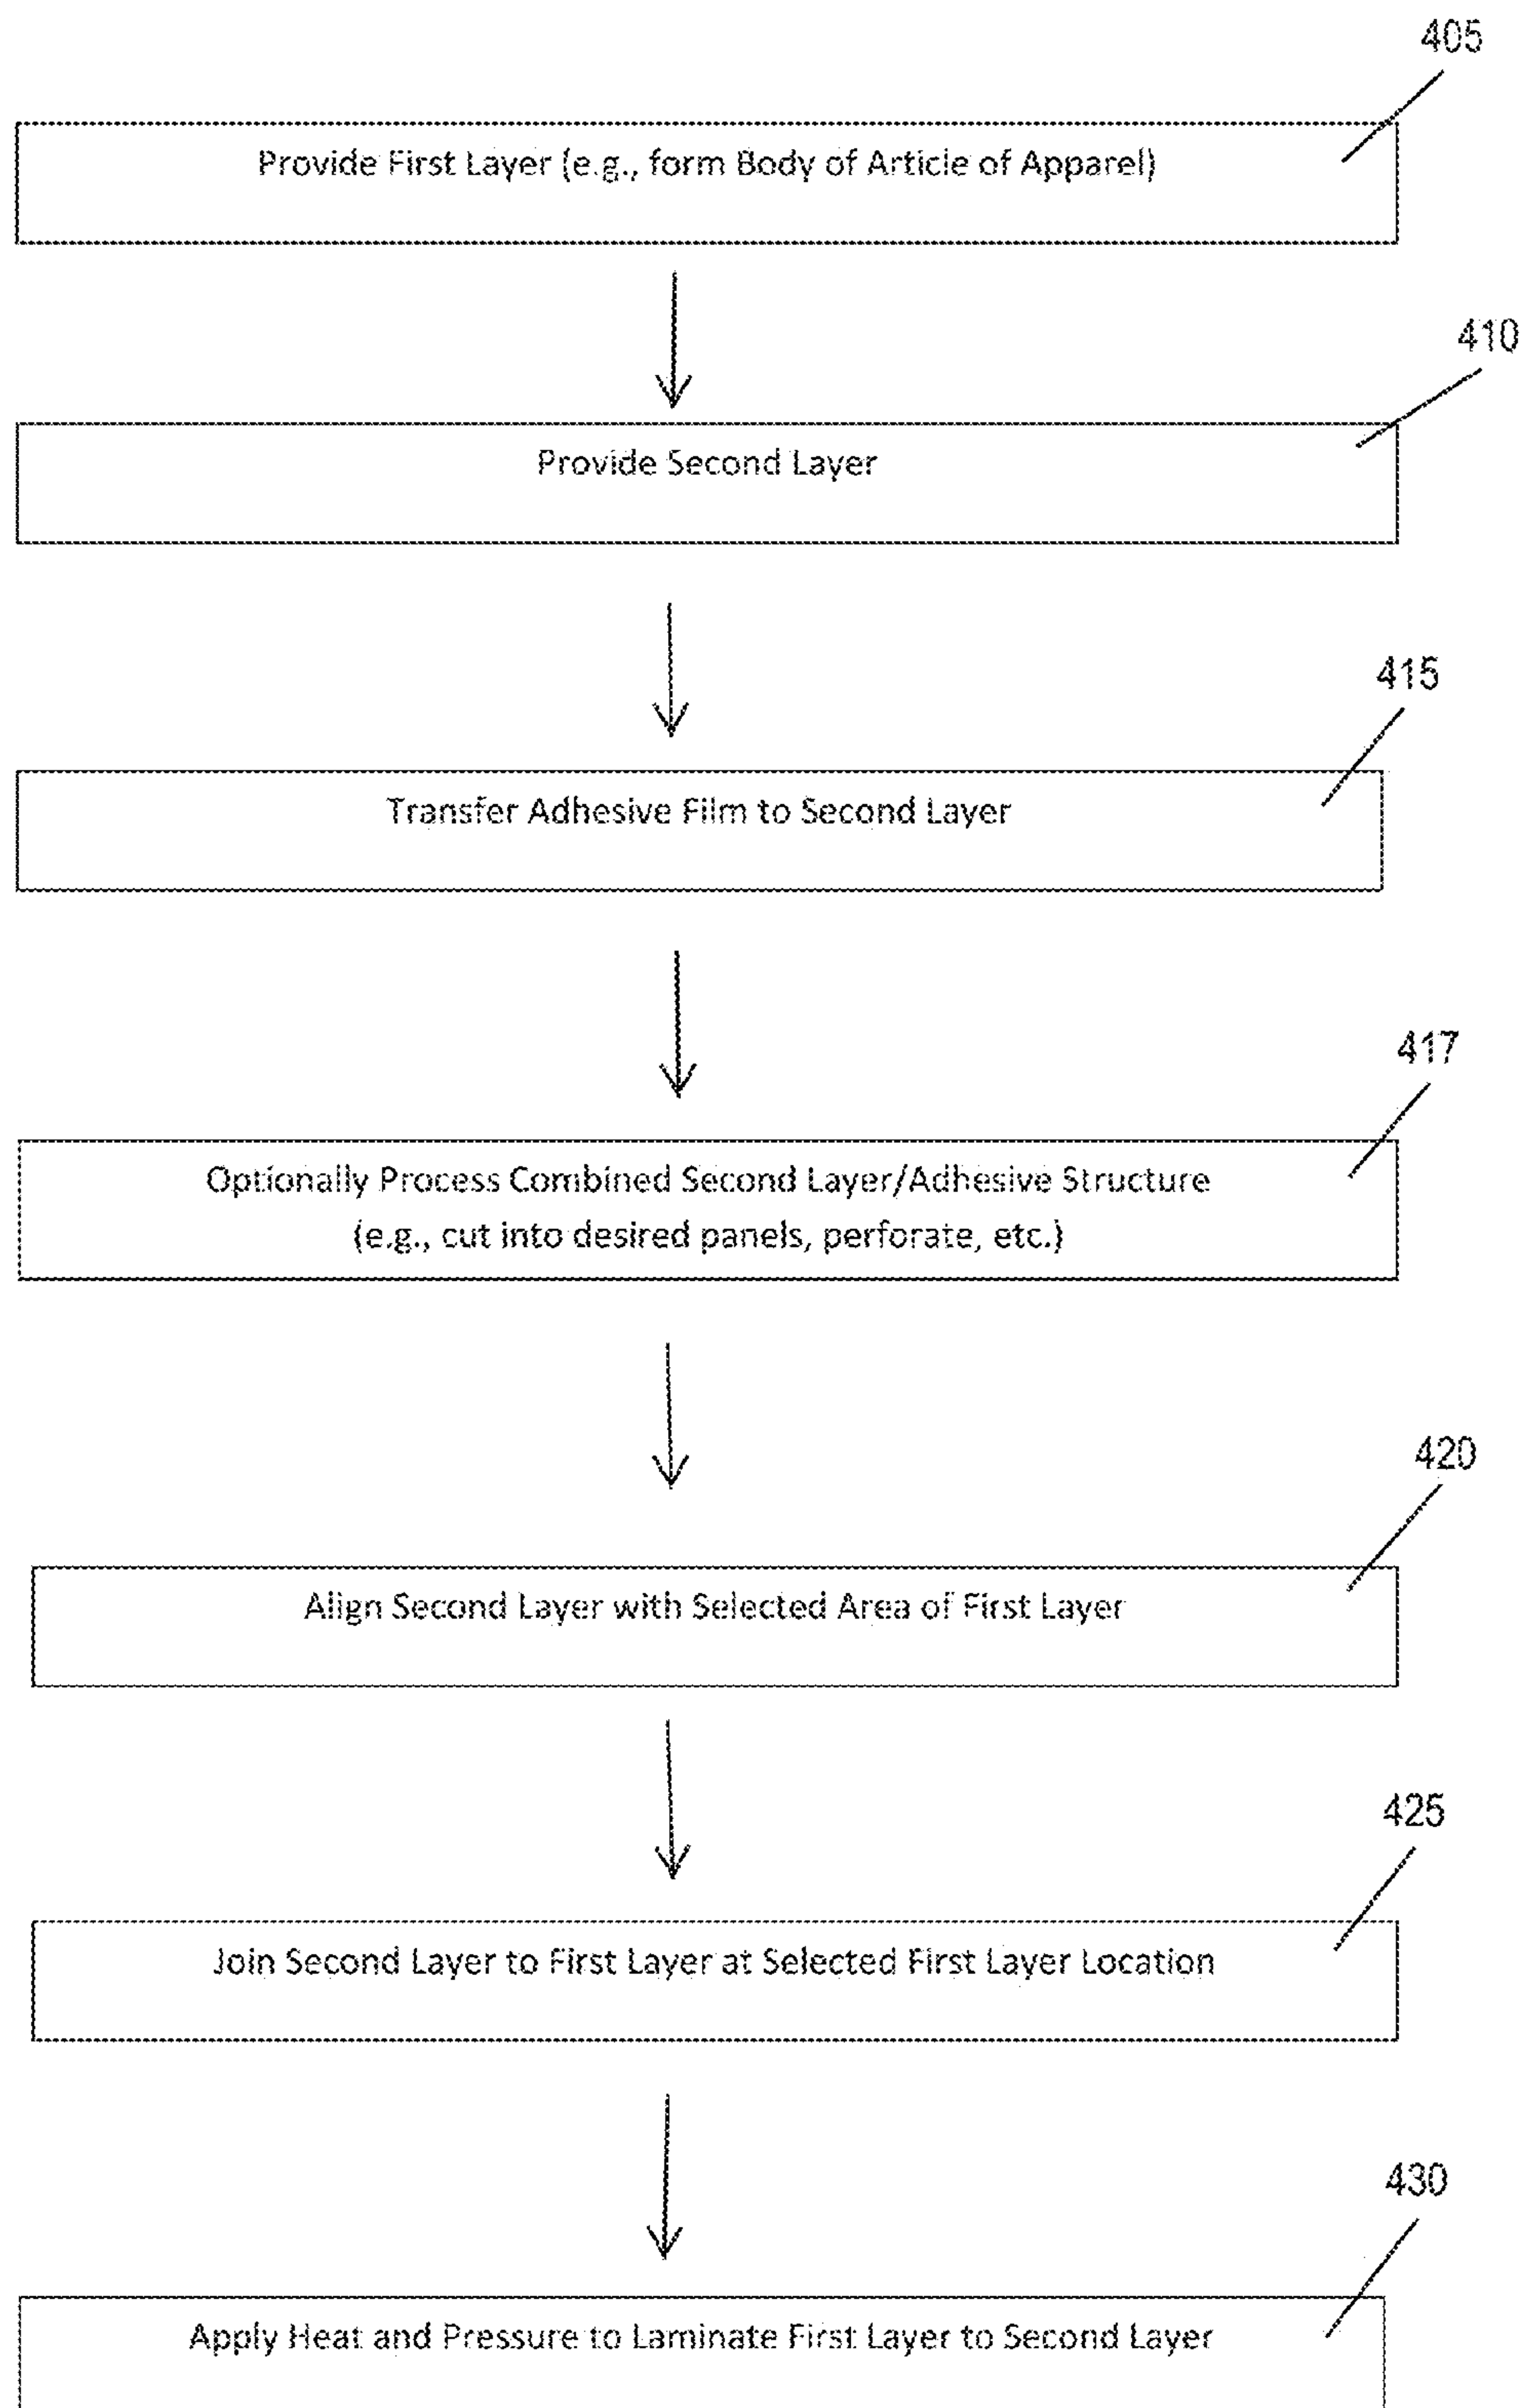 405
Provide First Layer (e.g., form Body of Article of Apparel)
410
Provide Second Layer
415
Transfer Adhesive Film to Second Layer
417
Optionally Process Combined Second Layer/Adhesive Structure
(e.g., cut into desired panels, perforate, etc.)
420
Align Second Layer with Selected Area of First Layer
425
Join Second Layer to First Layer at Selected First Layer Location
430
Apply Heat and Pressure to Laminate First Layer to Second Layer